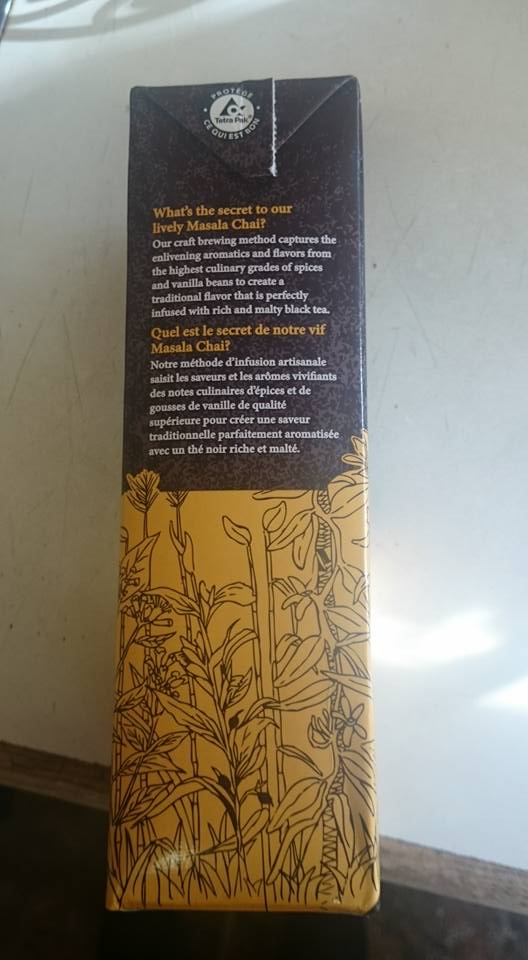 PROTÈGE
Tetra Pak®
CE QUI EST BON
What's the secret to our
lively Masala Chai?
Our craft brewing method captures the
enlivening aromatics and flavors from
the highest culinary grades of spices
and vanilla beans to create a
traditional flavor that is perfectly
infused with rich and malty black tea.
Quel est le secret de notre vif
Masala Chai?
Notre méthode d'infusion artisanale
saisit les saveurs et les arômes vivifiants
des notes culinaires d'épices et de
gousses de vanille de qualité
supérieure pour créer une saveur
traditionnelle parfaitement aromatisée
avec un thé noir riche et malté.